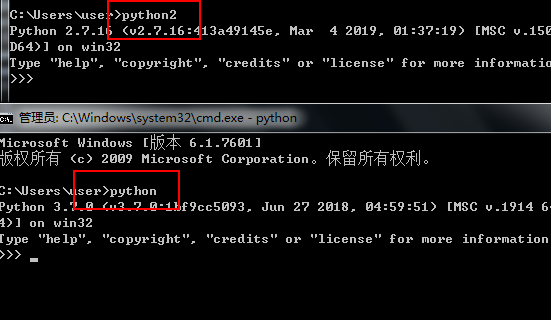 C:\Users\user>python2
Python 2.7.16 (v2.7.16:413a49145e, Mar  4 2019, 01:37:19) [MSC v.150
D64)] on win32
Type "help", "copyright", "credits" or "license" for more informatio
>>>
管理员: C:\Windows\system32\cmd.exe - python
Microsoft Windows [版本 6.1.7601]
版权所有 (c) 2009 Microsoft Corporation。保留所有权利。
C:\Users\user>python
Python 3.7.0 (v3.7.0:1bf9cc5093, Jun 27 2018, 04:59:51) [MSC v.1914 6
4)] on win32
Type "help", "copyright", "credits" or "license" for more information
>>>